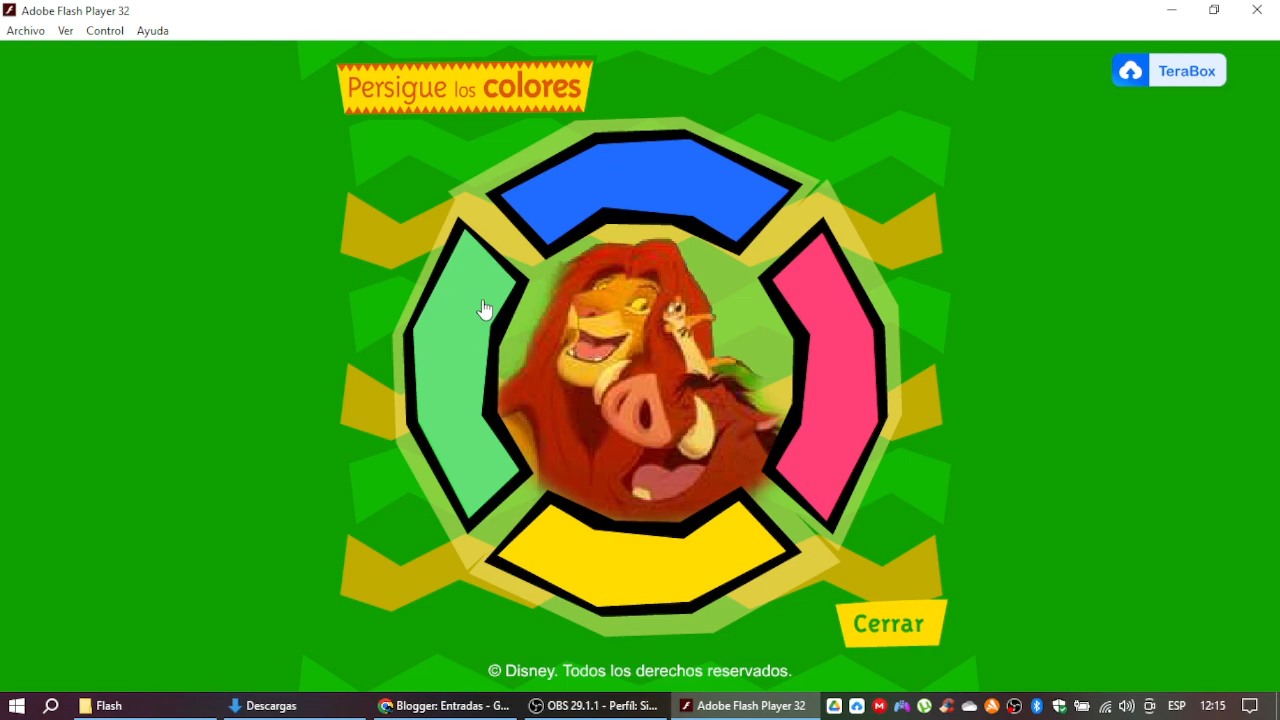 Adobe Flash Player 32
Archivo Ver Control Ayuda
Persigue los colores
TeraBox
Cerrar
© Disney. Todos los derechos reservados.
Flash Descargas Blogger: Entradas - G... OBS 29.1.1 - Perfil: Si... Adobe Flash Player 32 ESP 12:15